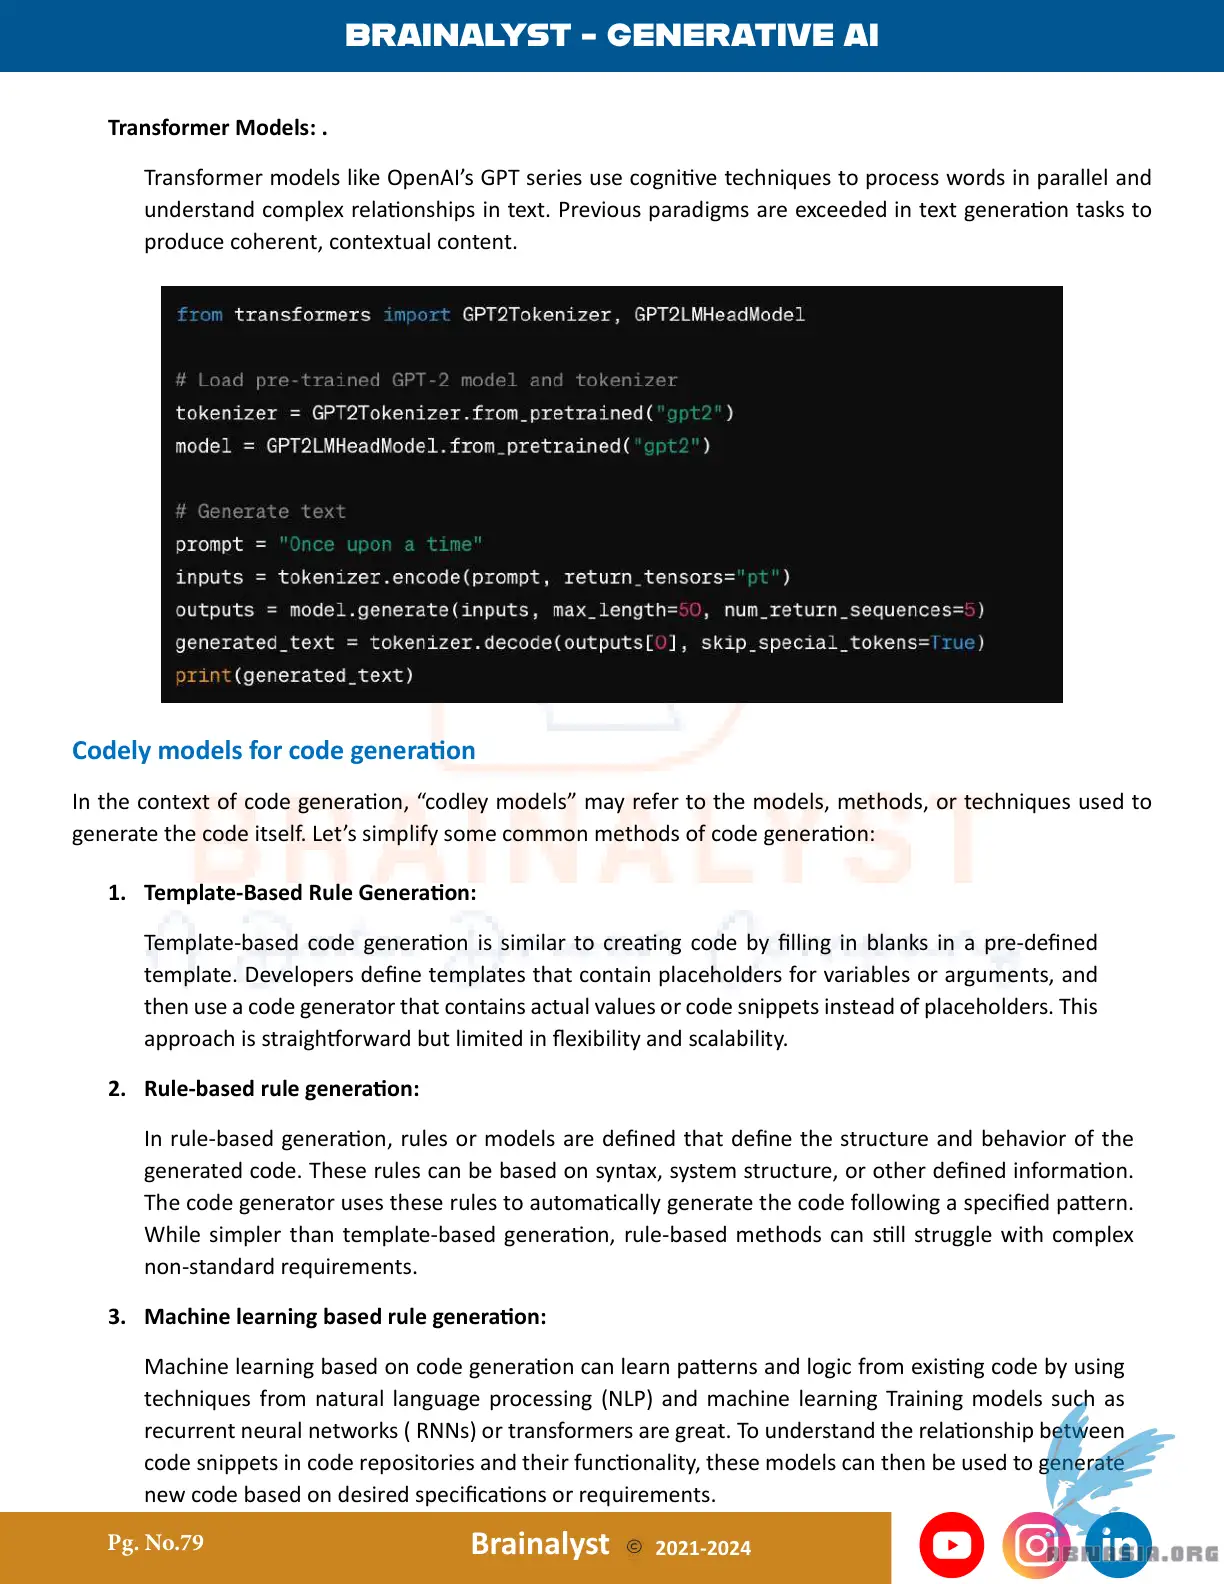 BRAINALYST - GENERATIVE AI
Transformer Models: .
Transformer models like OpenAI’s GPT series use cognitive techniques to process words in parallel and
understand complex relationships in text. Previous paradigms are exceeded in text generation tasks to
produce coherent, contextual content.
from transformers import GPT2Tokenizer, GPT2LMHeadModel
# Load pre-trained GPT-2 model and tokenizer
tokenizer = GPT2Tokenizer.from_pretrained("gpt2")
model = GPT2LMHeadModel.from_pretrained("gpt2")
# Generate text
prompt = "Once upon a time"
inputs = tokenizer.encode(prompt, return_tensors="pt")
outputs = model.generate(inputs, max_length=50, num_return_sequences=5)
generated_text = tokenizer.decode(outputs[0], skip_special_tokens=True)
print(generated_text)
Codely models for code generation
In the context of code generation, “codley models” may refer to the models, methods, or techniques used to
generate the code itself. Let’s simplify some common methods of code generation:
BRAINALYST
1. Template-Based Rule Generation:
A Data Driven Company
Template-based code generation is similar to creating code by filling in blanks in a pre-defined
template. Developers define templates that contain placeholders for variables or arguments, and
then use a code generator that contains actual values or code snippets instead of placeholders. This
approach is straightforward but limited in flexibility and scalability.
2. Rule-based rule generation:
In rule-based generation, rules or models are defined that define the structure and behavior of the
generated code. These rules can be based on syntax, system structure, or other defined information.
The code generator uses these rules to automatically generate the code following a specified pattern.
While simpler than template-based generation, rule-based methods can still struggle with complex
non-standard requirements.
3. Machine learning based rule generation:
Machine learning based on code generation can learn patterns and logic from existing code by using
techniques from natural language processing (NLP) and machine learning Training models such as
recurrent neural networks ( RNNs) or transformers are great. To understand the relationship between
code snippets in code repositories and their functionality, these models can then be used to generate
new code based on desired specifications or requirements.
Pg. No.79
Brainalyst © 2021-2024
in
ABIWASIA.ORG